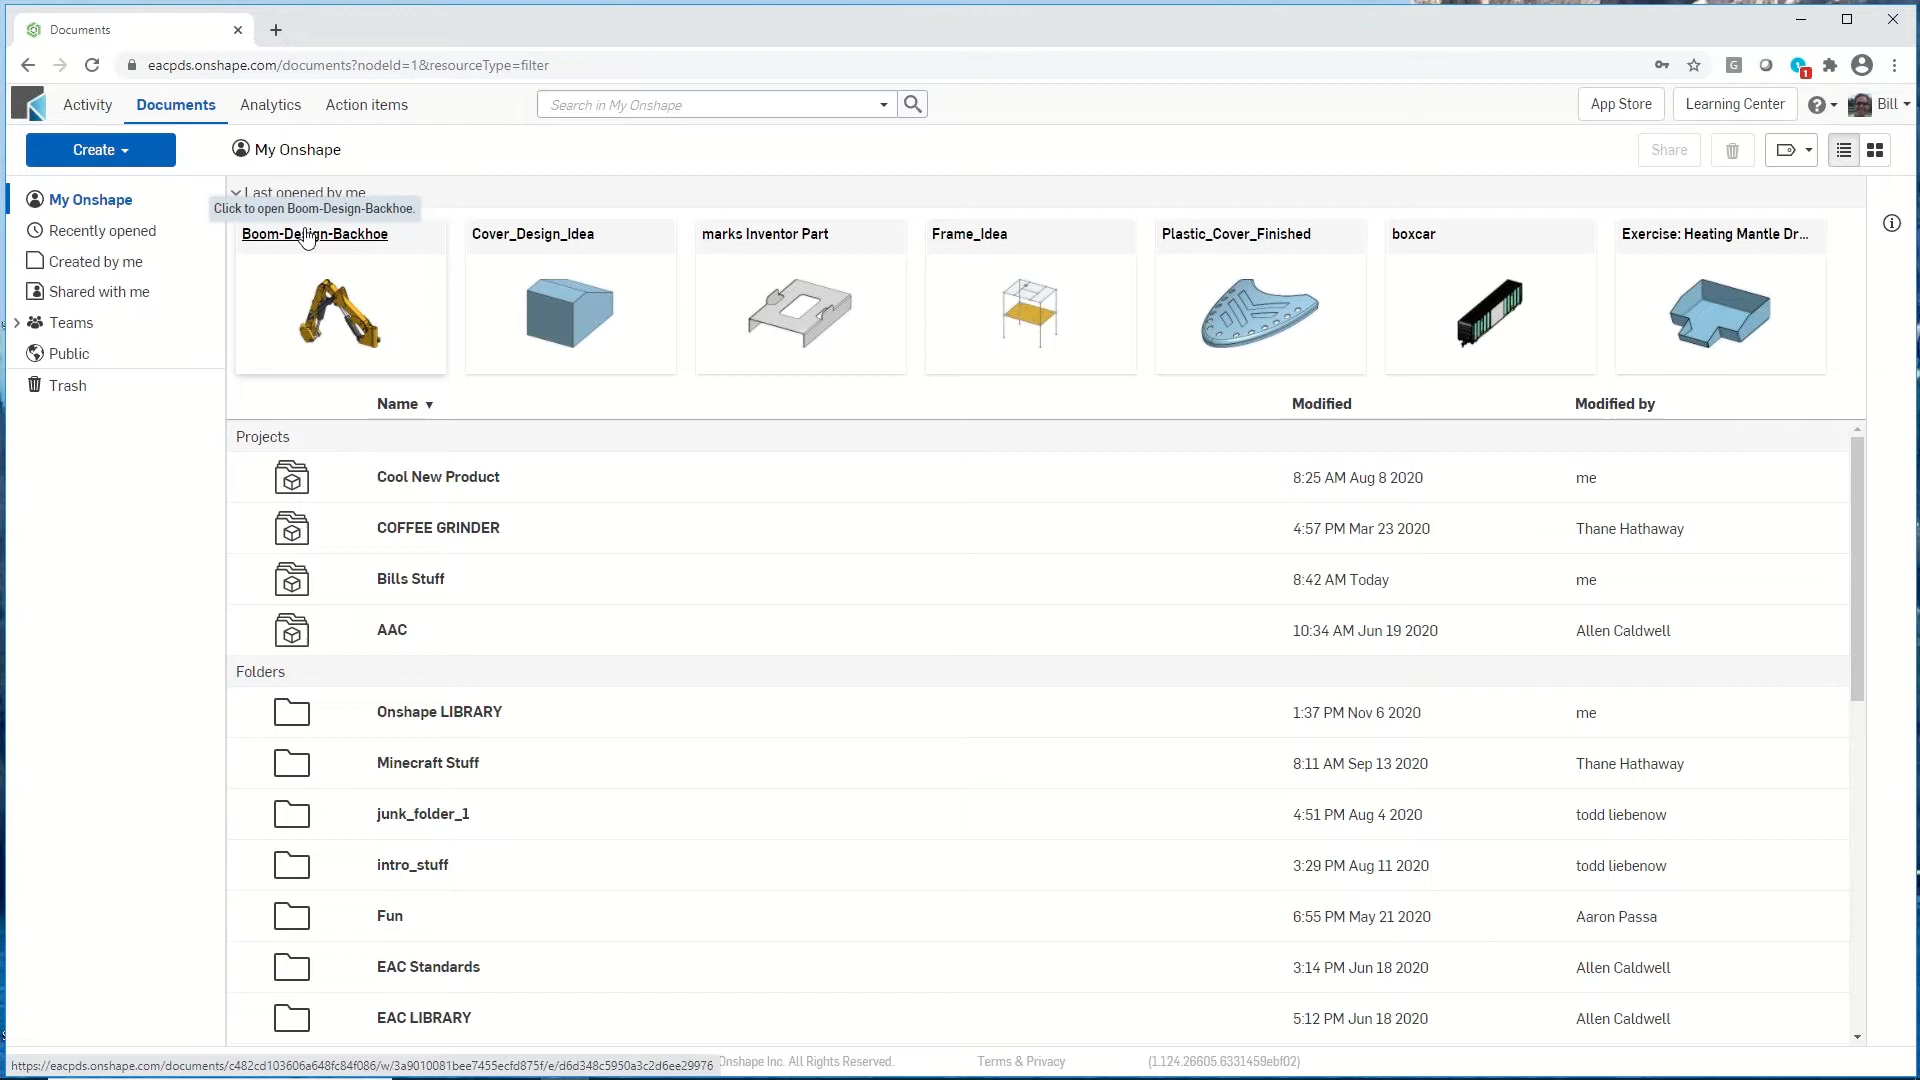 Documents
eacpds.onshape.com/documents?nodeId=1&resourceType=filter
G
1
Activity
Documents
Analytics
Action items
Search in My Onshape
App Store
Learning Center
Bill
Create
My Onshape
Share
My Onshape
Recently opened
Created by me
Shared with me
Teams
Public
Trash
Last opened by me
Click to open Boom-Design-Backhoe.
Boom-Design-Backhoe
Cover_Design_Idea
marks Inventor Part
Frame_Idea
Plastic_Cover_Finished
boxcar
Exercise: Heating Mantle Dr...
Name
Modified
Modified by
Projects
Cool New Product
8:25 AM Aug 8 2020
me
COFFEE GRINDER
4:57 PM Mar 23 2020
Thane Hathaway
Bills Stuff
8:42 AM Today
me
AAC
10:34 AM Jun 19 2020
Allen Caldwell
Folders
Onshape LIBRARY
1:37 PM Nov 6 2020
me
Minecraft Stuff
8:11 AM Sep 13 2020
Thane Hathaway
junk_folder_1
4:51 PM Aug 4 2020
todd liebenow
intro_stuff
3:29 PM Aug 11 2020
todd liebenow
Fun
6:55 PM May 21 2020
Aaron Passa
EAC Standards
3:14 PM Jun 18 2020
Allen Caldwell
EAC LIBRARY
5:12 PM Jun 18 2020
Allen Caldwell
https://eacpds.onshape.com/documents/c482cd103606a648fc84f086/w/3a9010081bee7455ecfd875f/e/d6d348c5950a3c2d6ee29976
Onshape Inc. All Rights Reserved.
Terms & Privacy
(1.124.26605.6331459ebf02)